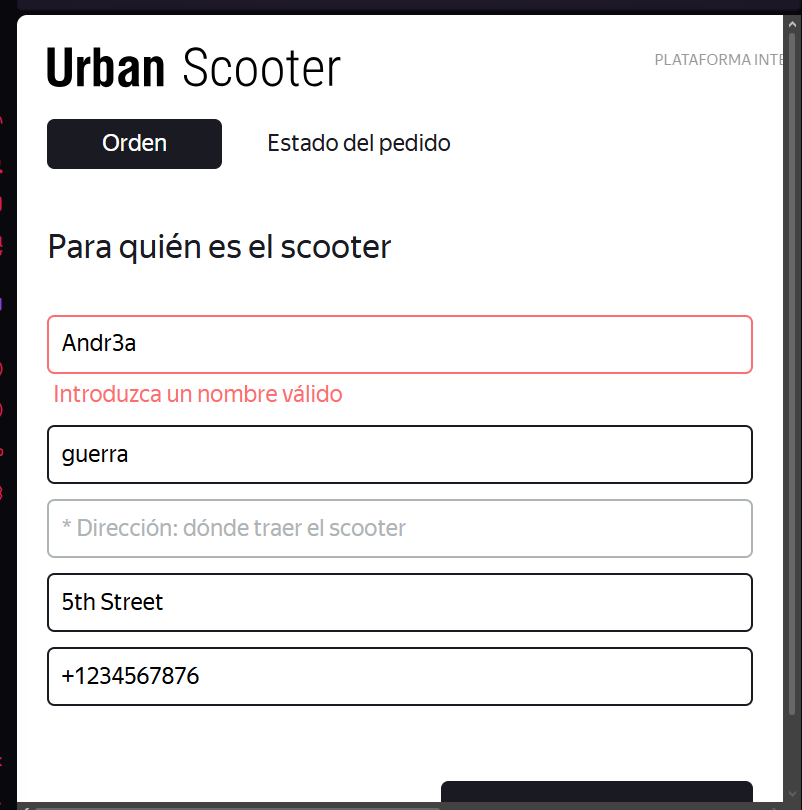 Urban Scooter
PLATAFORMA INTE
Orden
Estado del pedido
Para quién es el scooter
Andr3a
Introduzca un nombre válido
guerra
* Dirección: dónde traer el scooter
5th Street
+1234567876